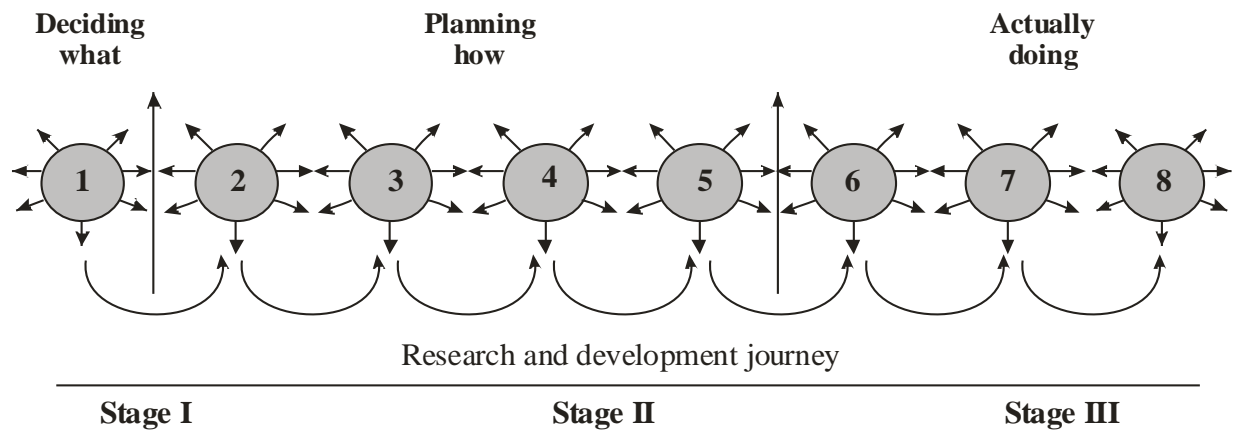 Deciding what
Planning how
Actually doing
1 2 3 4 5 6 7 8
Research and development journey
Stage I Stage II Stage III